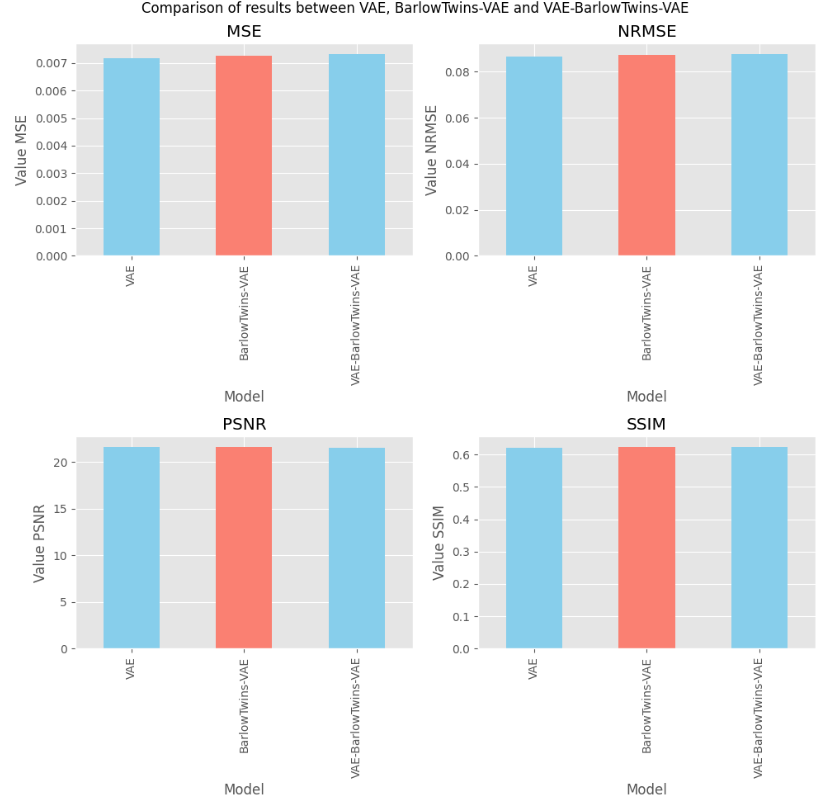 Comparison of results between VAE, BarlowTwins-VAE and VAE-BarlowTwins-VAE
MSE
Value MSE
0.007
0.006
0.005
0.004
0.003
0.002
0.001
0.000
VAE
BarlowTwins-VAE
VAE-BarlowTwins-VAE
Model
NRMSE
Value NRMSE
0.08
0.06
0.04
0.02
0.00
VAE
BarlowTwins-VAE
VAE-BarlowTwins-VAE
Model
PSNR
Value PSNR
20
15
10
5
0
VAE
BarlowTwins-VAE
VAE-BarlowTwins-VAE
Model
SSIM
Value SSIM
0.6
0.5
0.4
0.3
0.2
0.1
0.0
VAE
BarlowTwins-VAE
VAE-BarlowTwins-VAE
Model